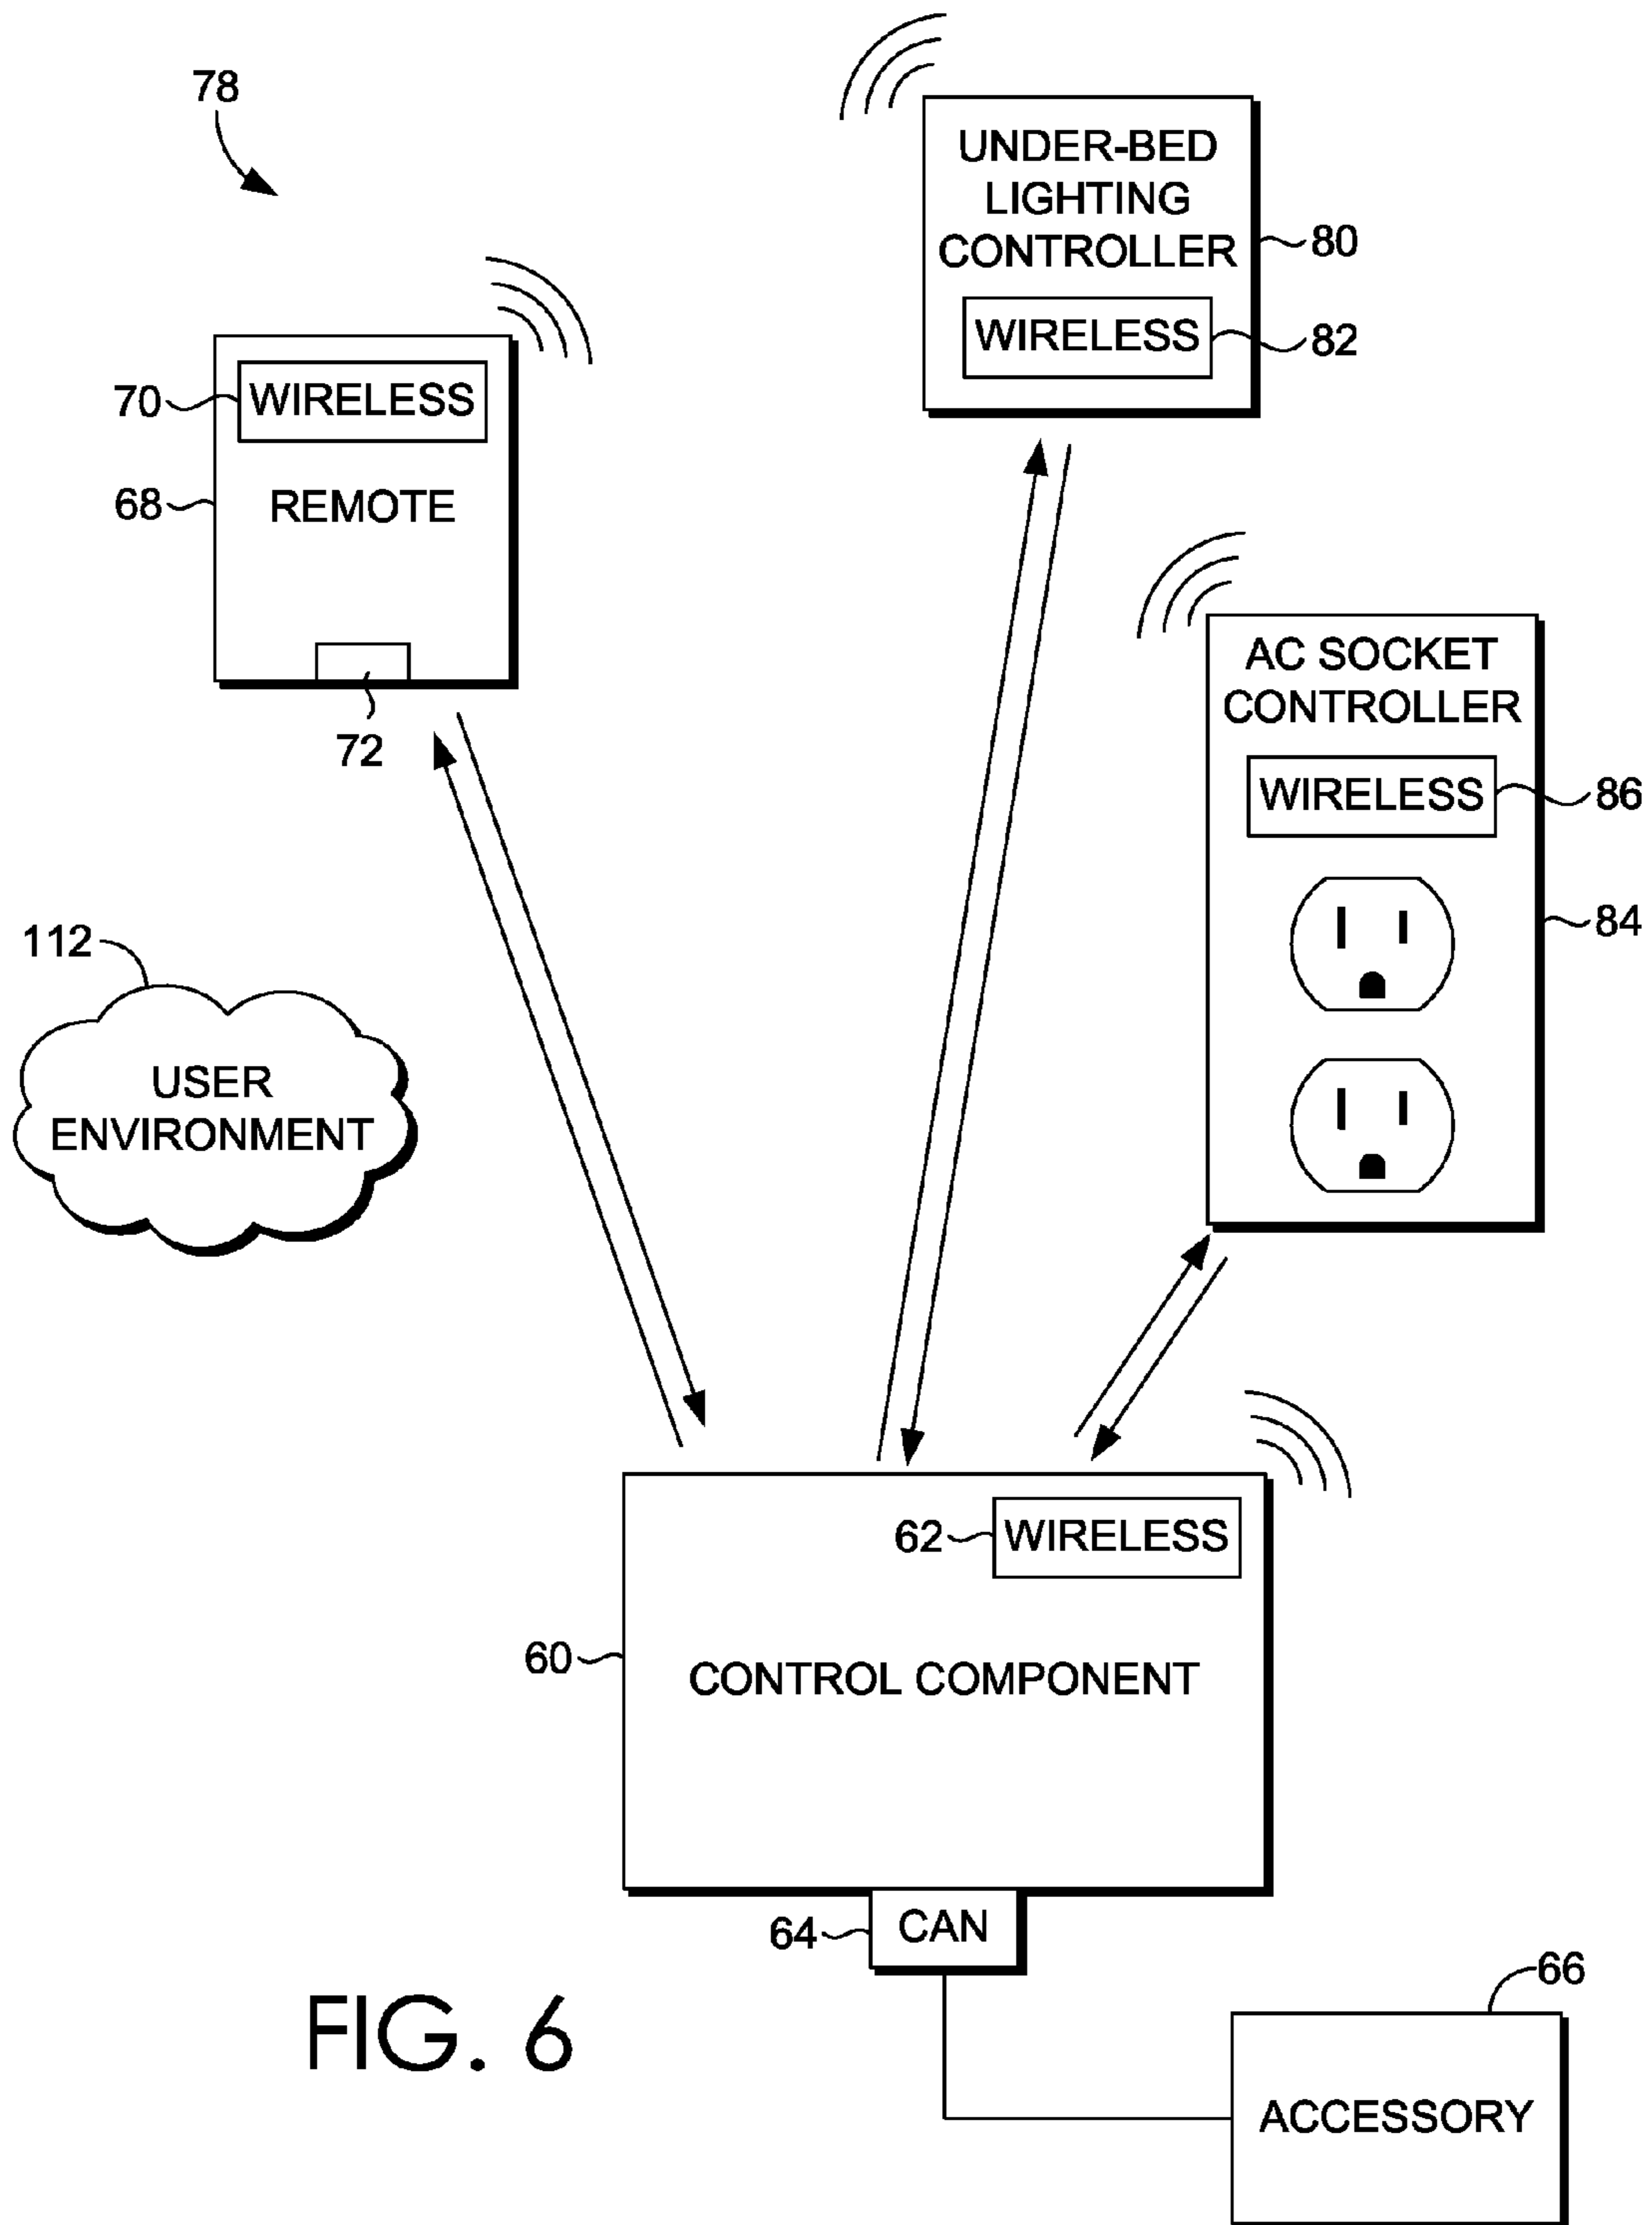 78
UNDER-BED
LIGHTING
CONTROLLER
80
WIRELESS
82
70
WIRELESS
68
REMOTE
72
AC SOCKET
CONTROLLER
WIRELESS
86
84
112
USER
ENVIRONMENT
62
WIRELESS
60
CONTROL COMPONENT
64
CAN
66
ACCESSORY
FIG. 6